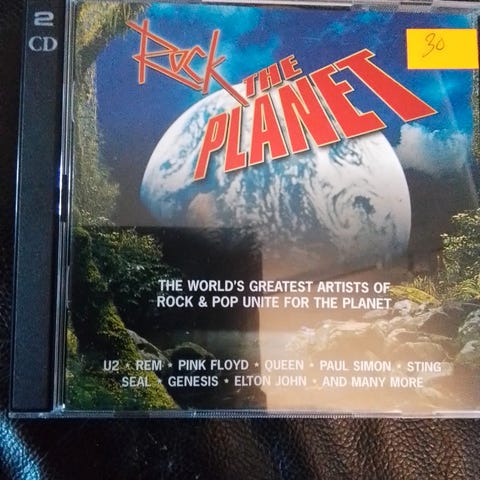 2
CD
30
Rock
THE
PLANET
THE WORLD'S GREATEST ARTISTS OF
ROCK & POP UNITE FOR THE PLANET
U2 ★ REM ★ PINK FLOYD ★ QUEEN ★ PAUL SIMON ★ STING
SEAL ★ GENESIS ★ ELTON JOHN ★ AND MANY MORE